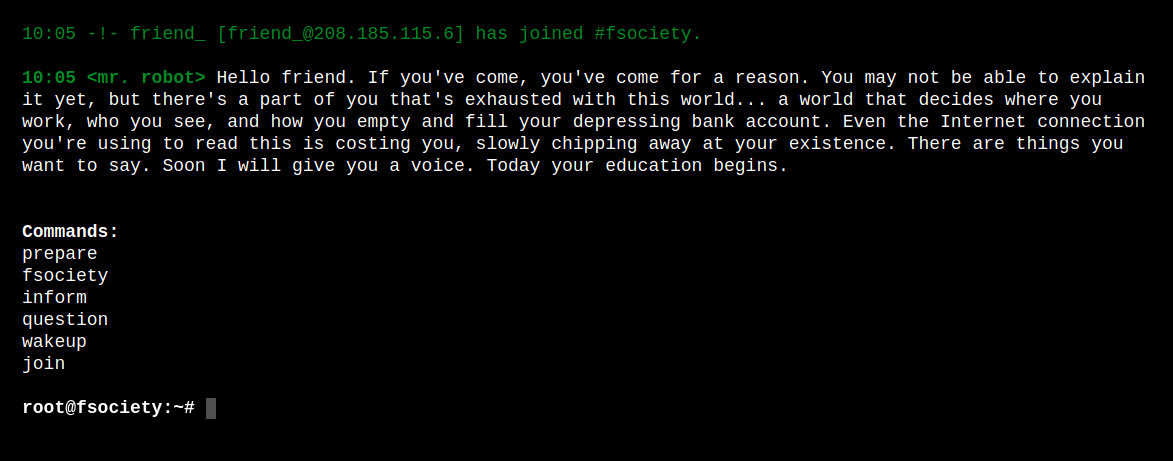 10:05 -!- friend_ [friend_@208.185.115.6] has joined #fsociety.
10:05 <mr. robot> Hello friend. If you've come, you've come for a reason. You may not be able to explain
it yet, but there's a part of you that's exhausted with this world... a world that decides where you
work, who you see, and how you empty and fill your depressing bank account. Even the Internet connection
you're using to read this is costing you, slowly chipping away at your existence. There are things you
want to say. Soon I will give you a voice. Today your education begins.
Commands:
prepare
fsociety
inform
question
wakeup
join
root@fsociety:~#